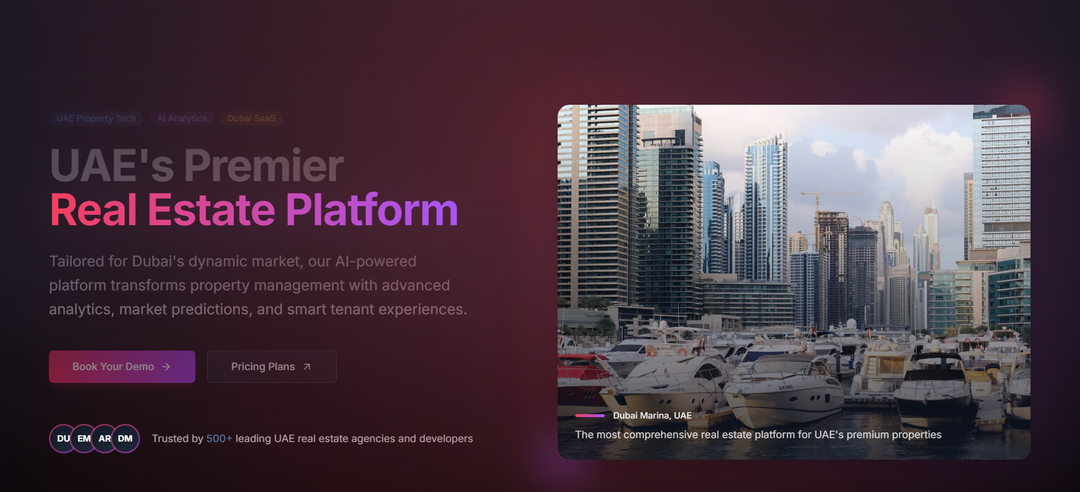 UAE Property Tech
AI Analytics
Dubai SaaS
UAE's Premier
Real Estate Platform
Tailored for Dubai's dynamic market, our AI-powered
platform transforms property management with advanced
analytics, market predictions, and smart tenant experiences.
Book Your Demo →
Pricing Plans ↗
DU EM AR DM
Trusted by 500+ leading UAE real estate agencies and developers
Dubai Marina, UAE
The most comprehensive real estate platform for UAE's premium properties